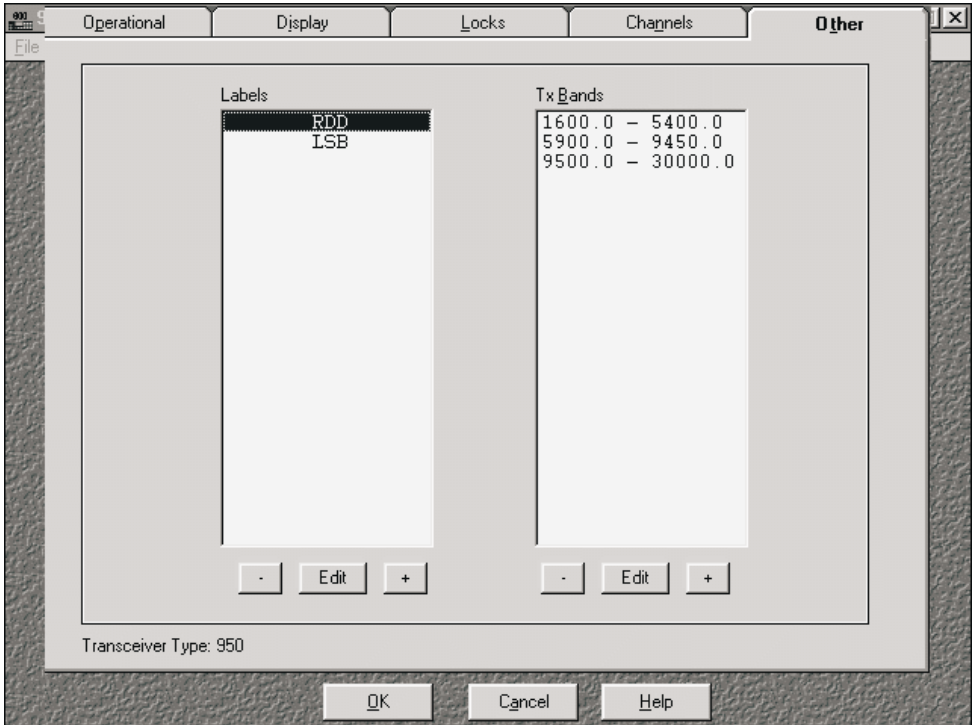 Operational Display Locks Channels Other
File
Labels
RDD
LSB
Tx Bands
1600.0 – 5400.0
5900.0 – 9450.0
9500.0 – 30000.0
- Edit +
- Edit +
Transceiver Type: 950
OK Cancel Help